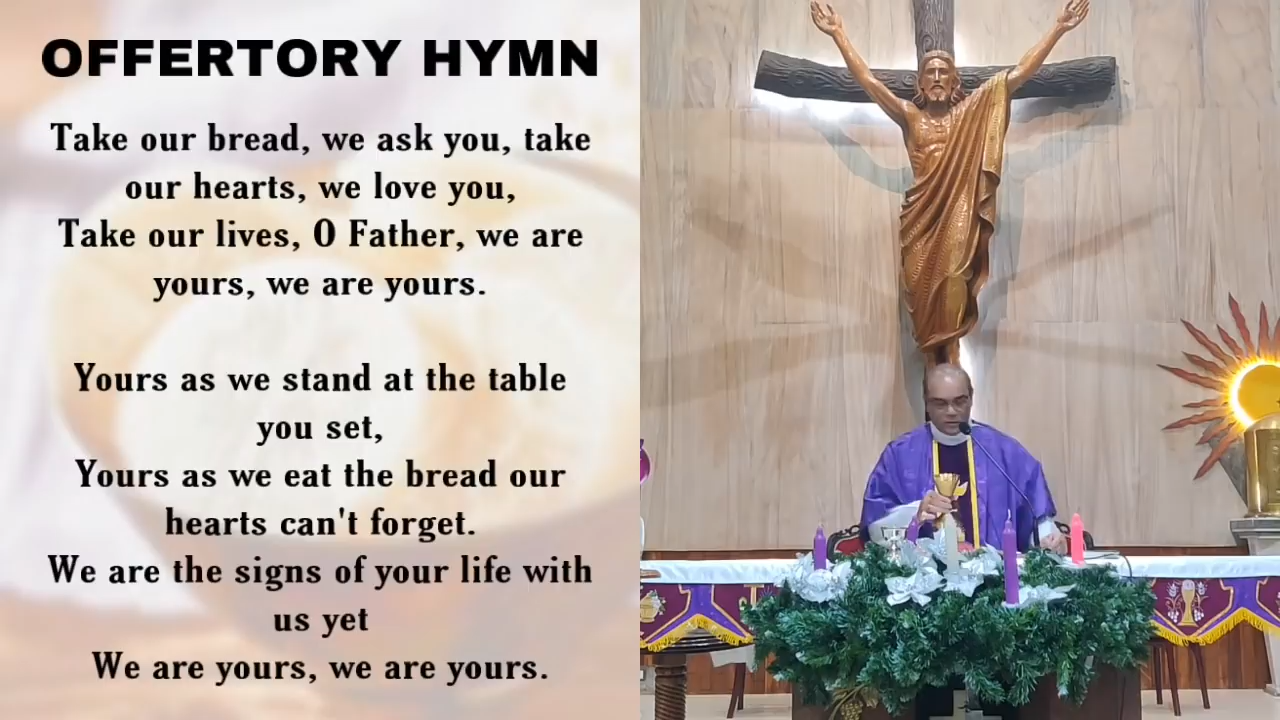 OFFERTORY HYMN
Take our bread, we ask you, take
our hearts, we love you,
Take our lives, O Father, we are
yours, we are yours.
Yours as we stand at the table
you set,
Yours as we eat the bread our
hearts can't forget.
We are the signs of your life with
us yet
We are yours, we are yours.